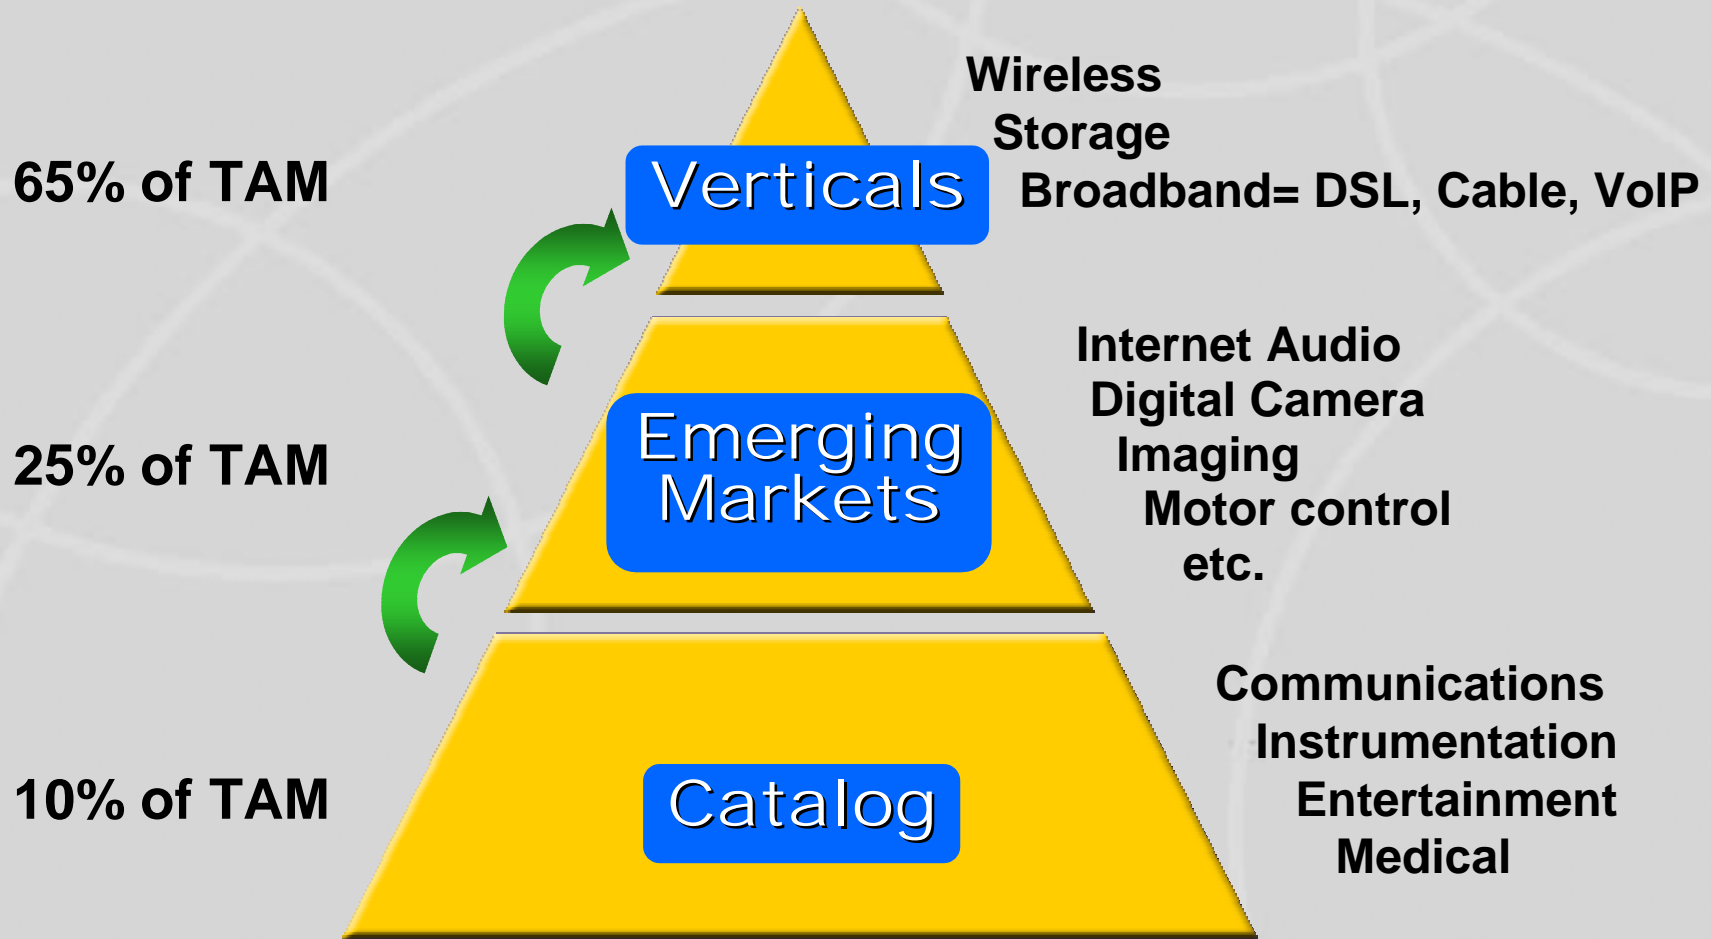 65% of TAM
Verticals
Wireless
Storage
Broadband= DSL, Cable, VoIP
25% of TAM
Emerging
Markets
Internet Audio
Digital Camera
Imaging
Motor control
etc.
10% of TAM
Catalog
Communications
Instrumentation
Entertainment
Medical